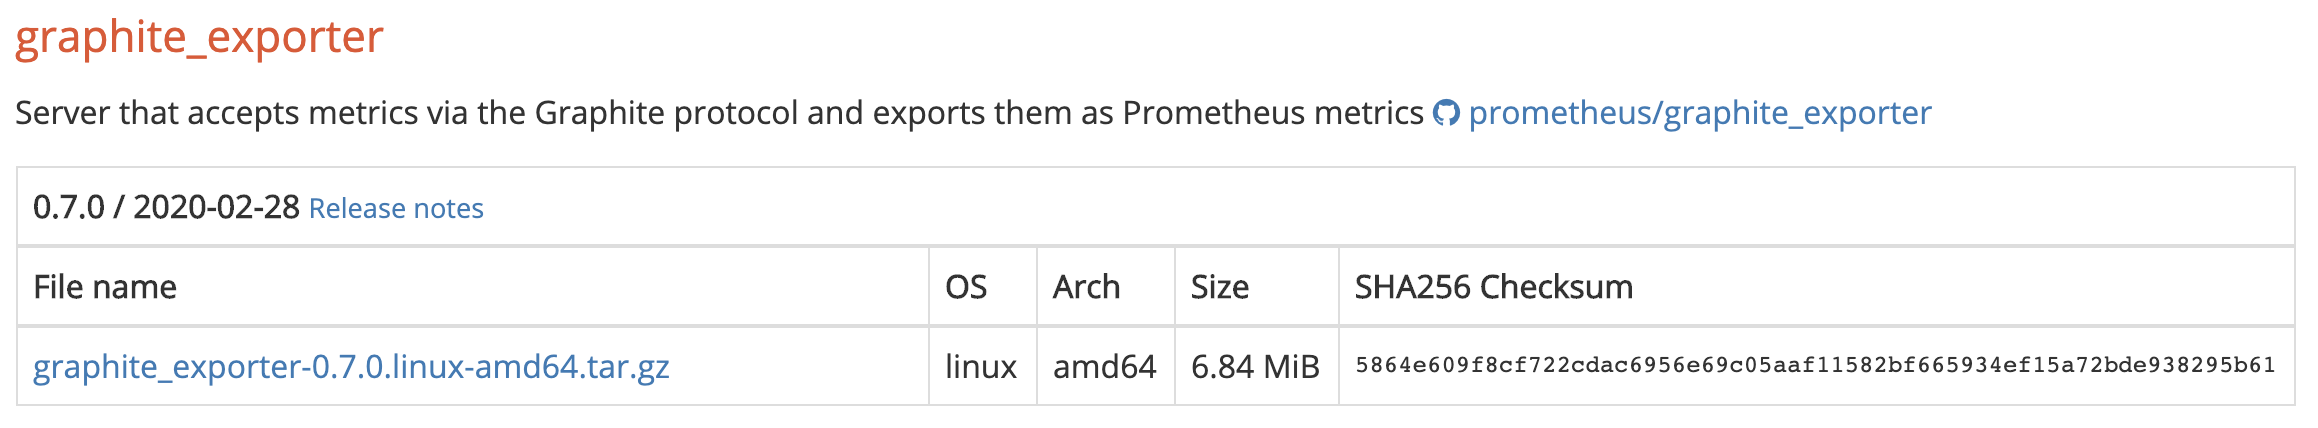 graphite_exporter
Server that accepts metrics via the Graphite protocol and exports them as Prometheus metrics prometheus/graphite_exporter
0.7.0 / 2020-02-28 Release notes
File name OS Arch Size SHA256 Checksum
graphite_exporter-0.7.0.linux-amd64.tar.gz linux amd64 6.84 MiB 5864e609f8cf722cdac6956e69c05aaf11582bf665934ef15a72bde938295b61